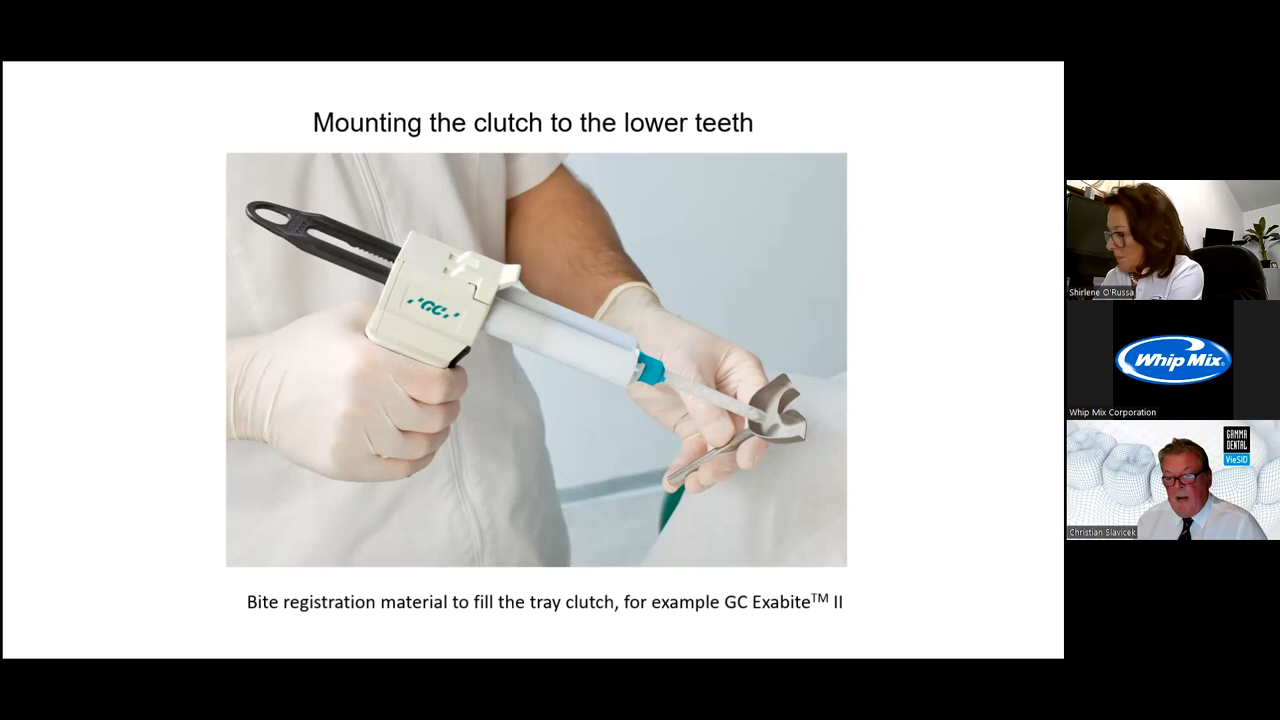 Mounting the clutch to the lower teeth
GC
Bite registration material to fill the tray clutch, for example GC Exabite™ II
Shirlene O'Russa
Whip Mix®
Whip Mix Corporation
GAMMA
DENTAL
VieSID
Christian Slavicek